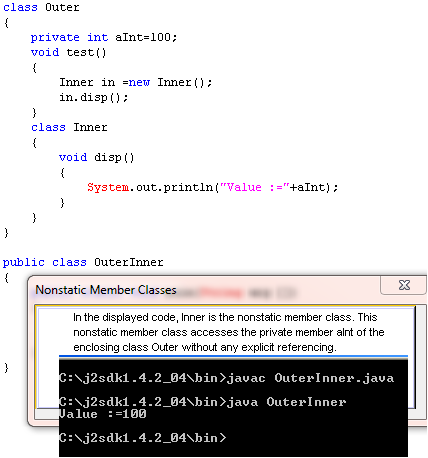 class Outer
{
private int aInt=100;
void test()
{
Inner in =new Inner();
in.disp();
}
class Inner
{
void disp()
{
System.out.println("Value :="+aInt);
}
}
}
public class OuterInner
{
Nonstatic Member Classes
In the displayed code, Inner is the nonstatic member class. This
nonstatic member class accesses the private member aInt of the
enclosing class Outer without any explicit referencing.
}
C:\j2sdk1.4.2_04\bin>javac OuterInner.java
C:\j2sdk1.4.2_04\bin>java OuterInner
Value :=100
C:\j2sdk1.4.2_04\bin>